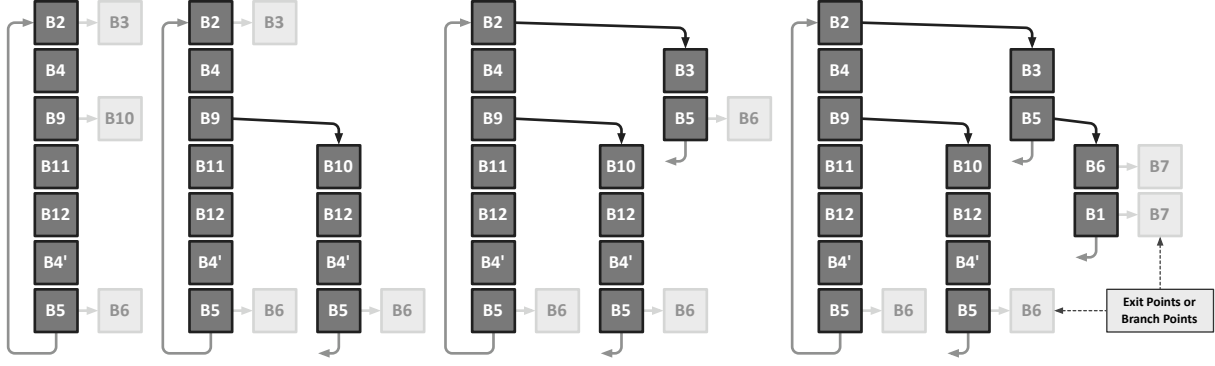 B2 B3 B2 B3 B2 B2
B4 B4 B4 B3 B4 B3
B9 B10 B9 B9 B5 B6 B9 B5
B11 B11 B10 B11 B10 B11 B10 B6 B7
B12 B12 B12 B12 B12 B12 B12 B1 B7
B4' B4' B4' B4' B4' B4' B4'
B5 B6 B5 B6 B5 B6 B5 B6 B5 B6 B5 B6 B5 B6
Exit Points or
Branch Points